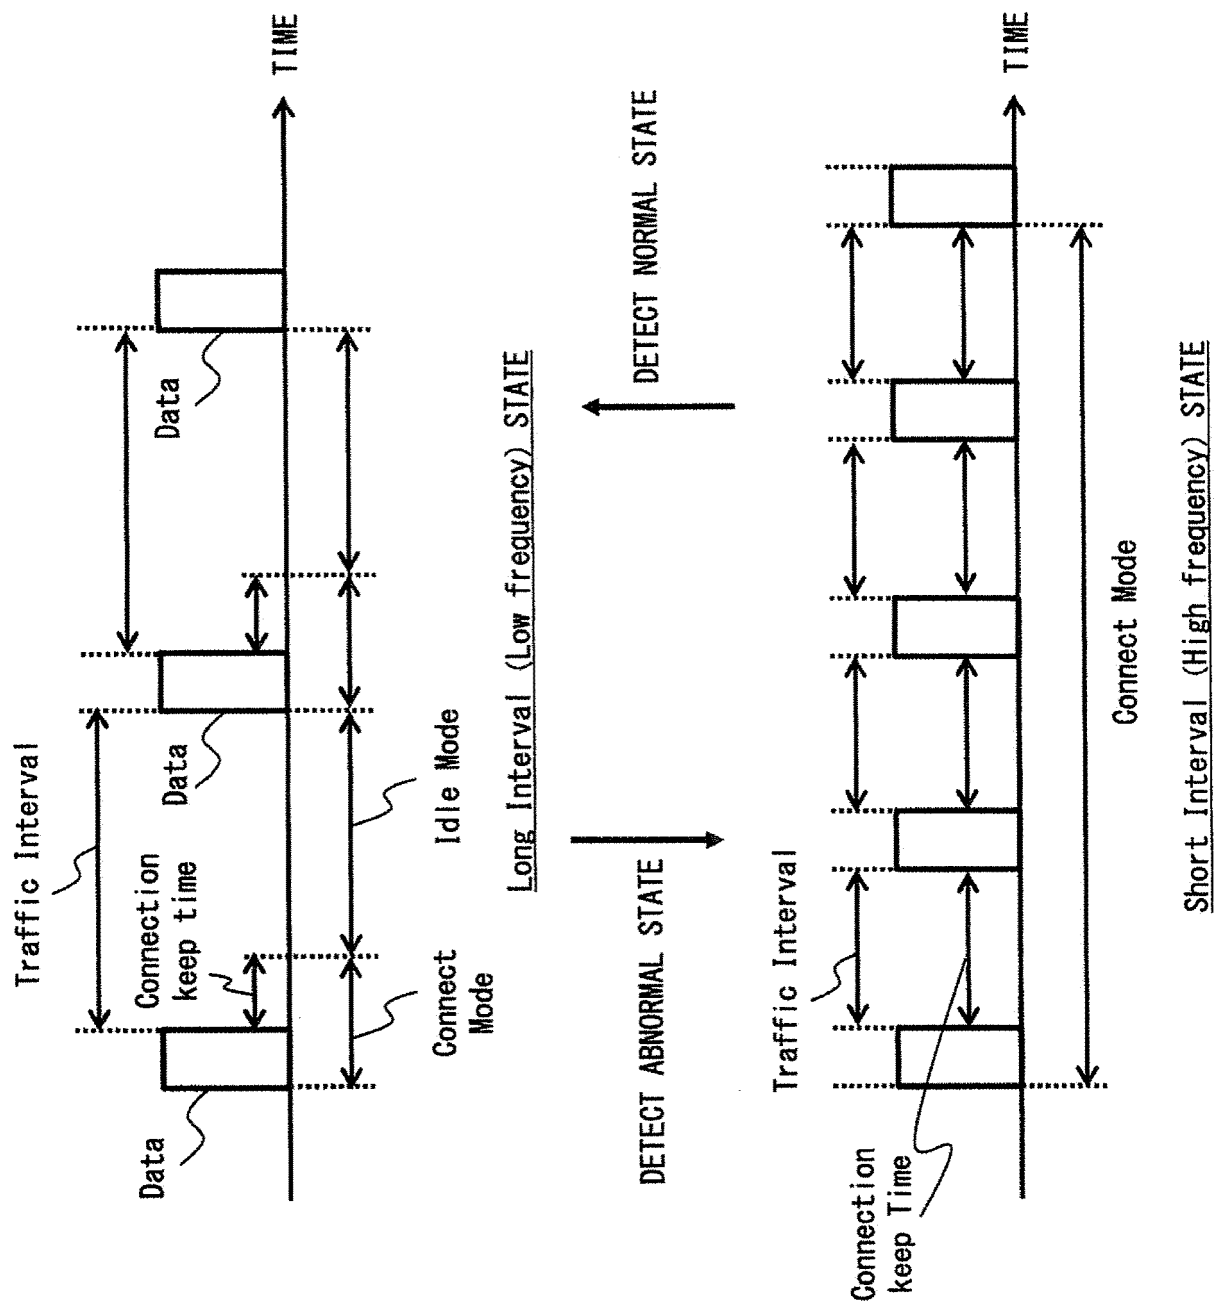 Traffic Interval
Data
Data
Data
Connection
keep time
TIME
Connect
Mode
Idle Mode
Long Interval (Low frequency) STATE
DETECT ABNORMAL STATE
DETECT NORMAL STATE
Traffic Interval
Connection
keep Time
TIME
Connect Mode
Short Interval (High frequency) STATE